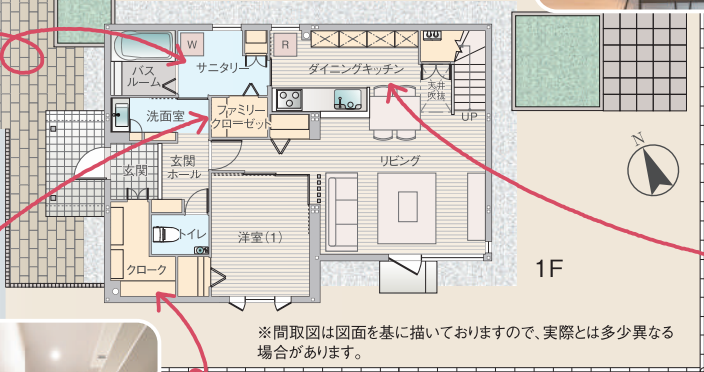 W
サニタリー
R
ダイニングキッチン
バス
ルーム
天井
吹抜
UP
洗面室
ファミリー
クローゼット
玄関
玄関
ホール
リビング
N
トイレ
洋室(1)
クローク
1F
※間取図は図面を基に描いておりますので、実際とは多少異なる
場合があります。